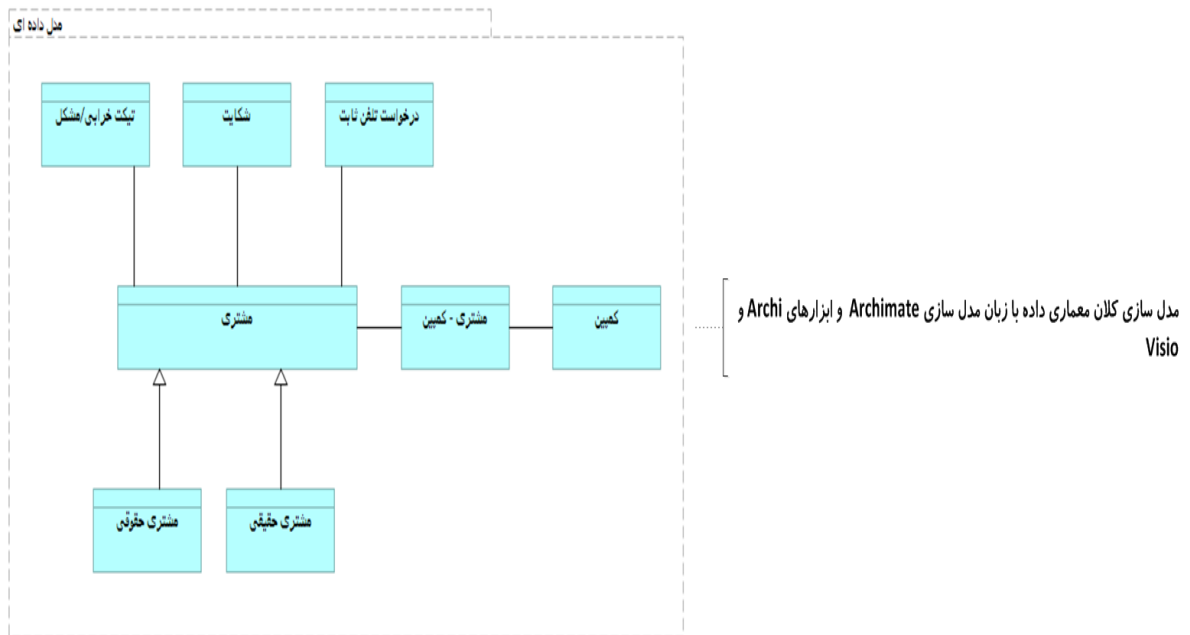 مدل داده ای
تیکت خرابی/مشکل
شکایت
درخواست تلفن ثابت
مشتری
مشتری - کمپین
کمپین
مشتری حقوقی
مشتری حقیقی
مدل سازی کلان معماری داده با زبان مدل سازی Archimate و ابزارهای Archi و
Visio